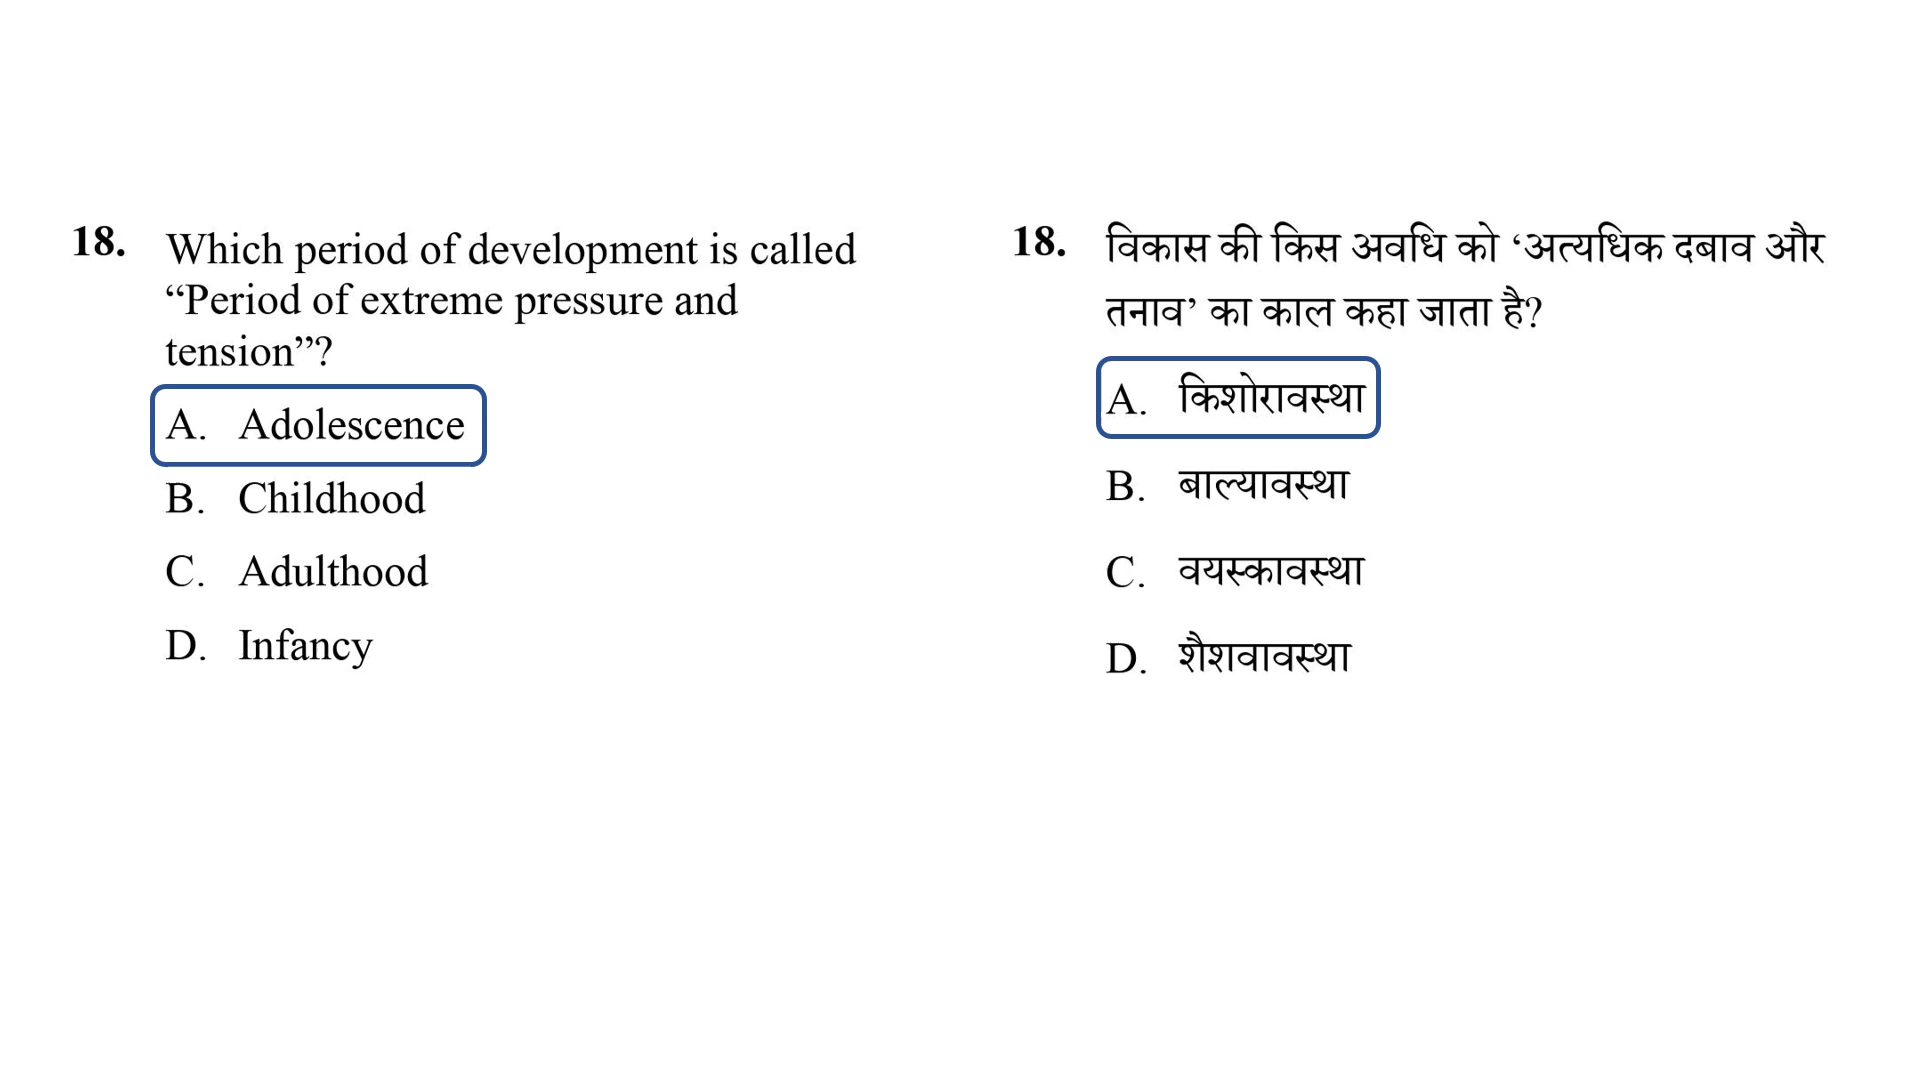 18. Which period of development is called
“Period of extreme pressure and
tension”?
A. Adolescence
B. Childhood
C. Adulthood
D. Infancy
18. विकास की किस अवधि को ‘अत्यधिक दबाव और
तनाव’ का काल कहा जाता है?
A. किशोरावस्था
B. बाल्यावस्था
C. वयस्कावस्था
D. शैशवावस्था